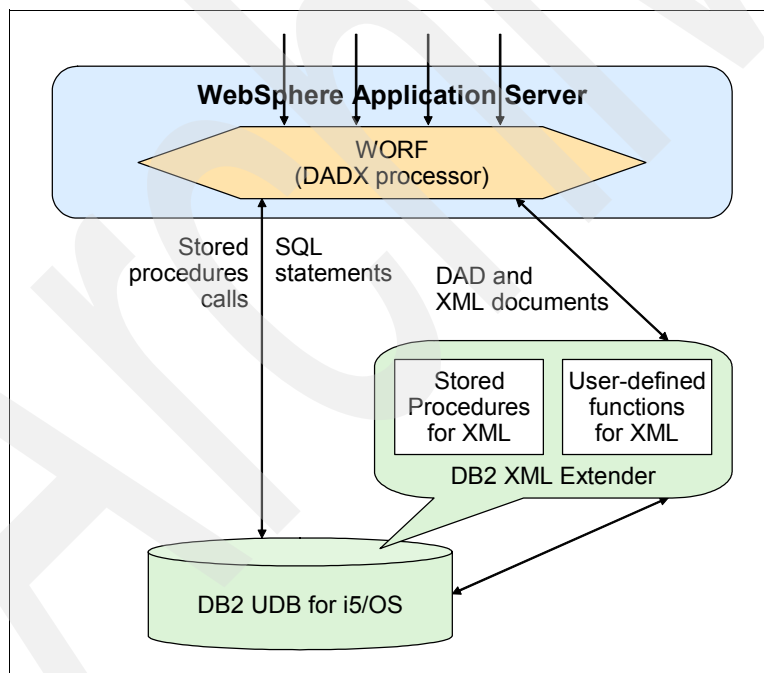 WebSphere Application Server
WORF
(DADX processor)
Stored
procedures
calls
SQL
statements
DAD and
XML documents
Stored
Procedures
for XML
User-defined
functions
for XML
DB2 XML Extender
DB2 UDB for i5/OS